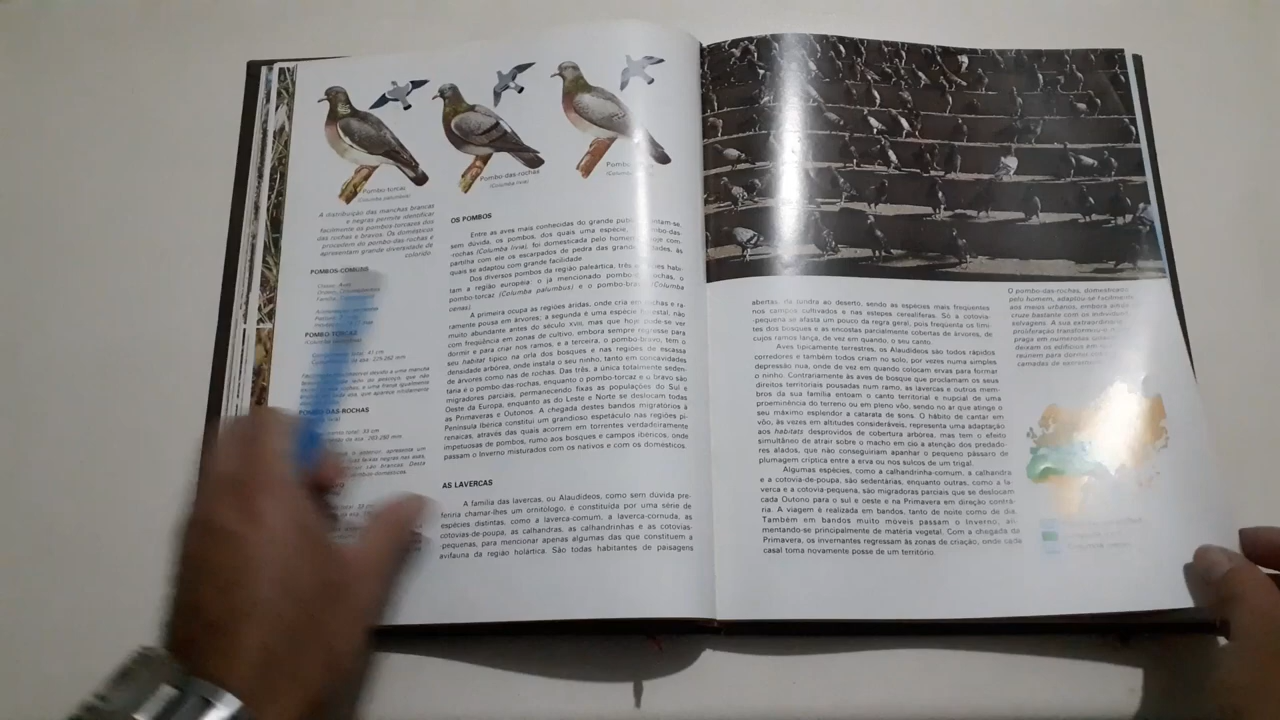 Pombo-torcaz
(Columba palumbus)
Pombo-das-rochas
(Columba livia)
A distribuição das manchas brancas
e negras permite identificar
facilmente os pombos-torcazes dos
das rochas e bravos. Os domésticos
provieram do pombo-das-rochas e
apresentam grande diversidade de
colorido.
POMBOS-COMUNS
Classe: Aves
POMBO-TORCAZ
total: 41 cm
POMBO-DAS-ROCHAS
total: 33 cm
OS POMBOS
Entre as aves mais conhecidas do grande
sem dúvida, os pombos, dos quais uma espécie,
-rochas (Columba livia), foi domesticada pelo homem
partilha com ele os escarpados de pedra das grandes às
quais se adaptou com grande facilidade.
Dos diversos pombos da região paleártica, três habi-
tam a região europeia: o já mencionado o
pombo-torcaz (Columba palumbus) e o pombo-bravo (Columba
oenas).
A primeira ocupa as regiões áridas, onde cria em rochas e ra-
ramente pousa em árvores; a segunda é uma espécie não
muito abundante antes do século XVIII, mas que hoje pode-se ver
com freqüência em zonas de cultivo, embora sempre regresse para
dormir e para criar nos ramos, e a terceira, o pombo-bravo, tem o
seu habitat típico na orla dos bosques e nas regiões de escassa
densidade arbórea, onde instala o seu ninho, tanto em concavidades
de árvores como nas de rochas. Das três, a única totalmente seden-
tária é o pombo-das-rochas, enquanto o pombo-torcaz e o bravo são
migradores parciais, permanecendo fixas as populações do Sul e
Oeste da Europa, enquanto as do Leste e Norte se deslocam todas
as Primaveras e Outonos. A chegada destes bandos migratórios à
Península Ibérica constitui um grandioso espetáculo nas regiões pi-
renaicas, através das quais acorrem em torrentes verdadeiramente
impetuosas de pombos, rumo aos bosques e campos ibéricos, onde
passam o Inverno misturados com os nativos e com os domésticos.
AS LAVERCAS
A família das lavercas, ou Alaudídeos, como sem dúvida pre-
feriria chamar-lhes um ornitólogo, é constituída por uma série de
espécies distintas, como a laverca-comum, a laverca-cornuda, as
cotovias-de-poupa, as calhandras, as calhandrinhas e as cotovias-
-pequenas, para mencionar apenas algumas das que constituem a
avifauna da região holártica. São todas habitantes de paisagens
abertas, da tundra ao deserto, sendo as espécies mais freqüentes
nos campos cultivados e nas estepes cerealíferas. Só a cotovia-
-pequena se afasta um pouco da regra geral, pois freqüenta os limi-
tes dos bosques e as encostas parcialmente cobertas de árvores, de
cujos ramos lança, de vez em quando, o seu canto.
Aves tipicamente terrestres, os Alaudídeos são todos rápidos
corredores e também todos criam no solo, por vezes numa simples
depressão nua, onde de vez em quando colocam ervas para formar
o ninho. Contrariamente às aves de bosque que proclamam os seus
direitos territoriais pousadas num ramo, as lavercas e outros mem-
bros da sua família entoam o canto territorial e nupcial de uma
proeminência do terreno ou em pleno vôo, sendo no ar que atinge o
seu máximo esplendor a catarata de sons. O hábito de cantar em
vôo, às vezes em altitudes consideráveis, representa uma adaptação
aos habitats desprovidos de cobertura arbórea, mas tem o efeito
simultâneo de atrair sobre o macho em cio a atenção dos predado-
res alados, que não conseguiriam apanhar o pequeno pássaro de
plumagem críptica entre a erva ou nos sulcos de um trigal.
Algumas espécies, como a calhandrinha-comum, a calhandra
e a cotovia-de-poupa, são sedentárias, enquanto outras, como a la-
verca e a cotovia-pequena, são migradoras parciais que se deslocam
cada Outono para o sul e oeste e na Primavera em direção contrá-
ria. A viagem é realizada em bandos, tanto de noite como de dia.
Também em bandos muito móveis passam o Inverno, ali-
mentando-se principalmente de matéria vegetal. Com a chegada da
Primavera, os invernantes regressam às zonas de criação, onde cada
casal toma novamente posse de um território.
O pombo-das-rochas, domesticado
pelo homem, adaptou-se facilmente
aos meios urbanos, embora ainda
cruze bastante com os indivíduos
selvagens. A sua extraordinária
proliferação transformou-o
praga em numerosas
deixam os edifícios em
reúnem para dormir
camadas de